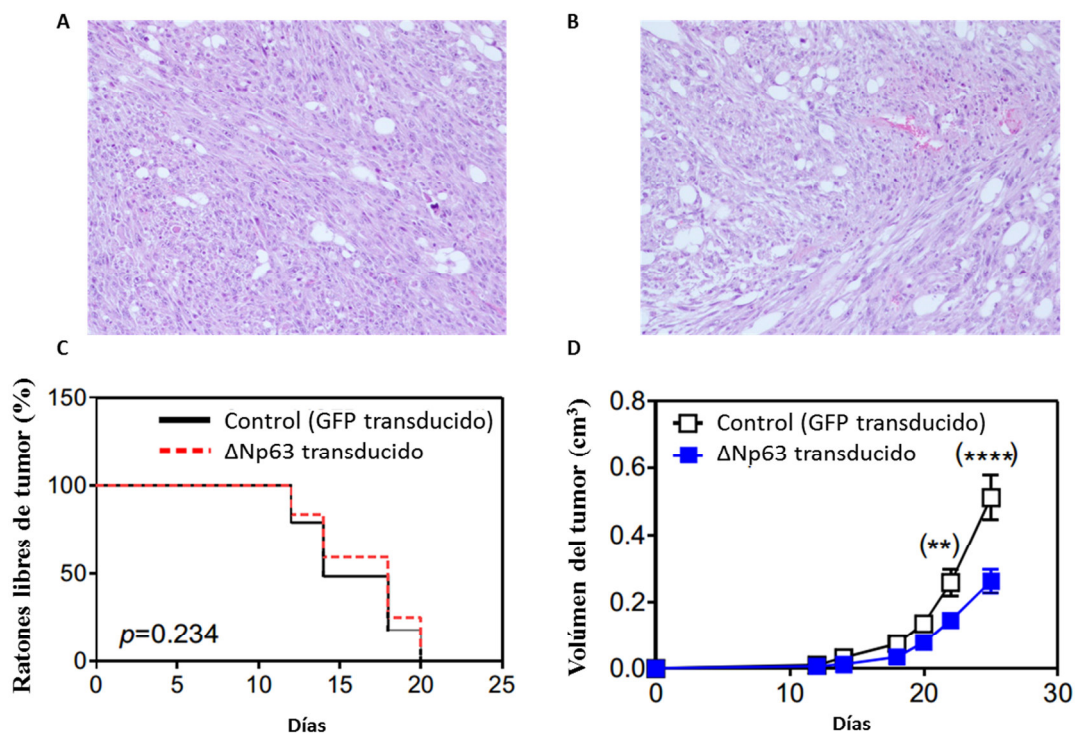 A
B
C
Ratones libres de tumor (%)
150
100
50
0
Control (GFP transducido)
ΔNp63 transducido
p=0.234
0 5 10 15 20 25
Días
D
Volúmen del tumor (cm³)
0.8
0.6
0.4
0.2
0.0
Control (GFP transducido)
ΔNp63 transducido
(****)
(**)
0 10 20 30
Días